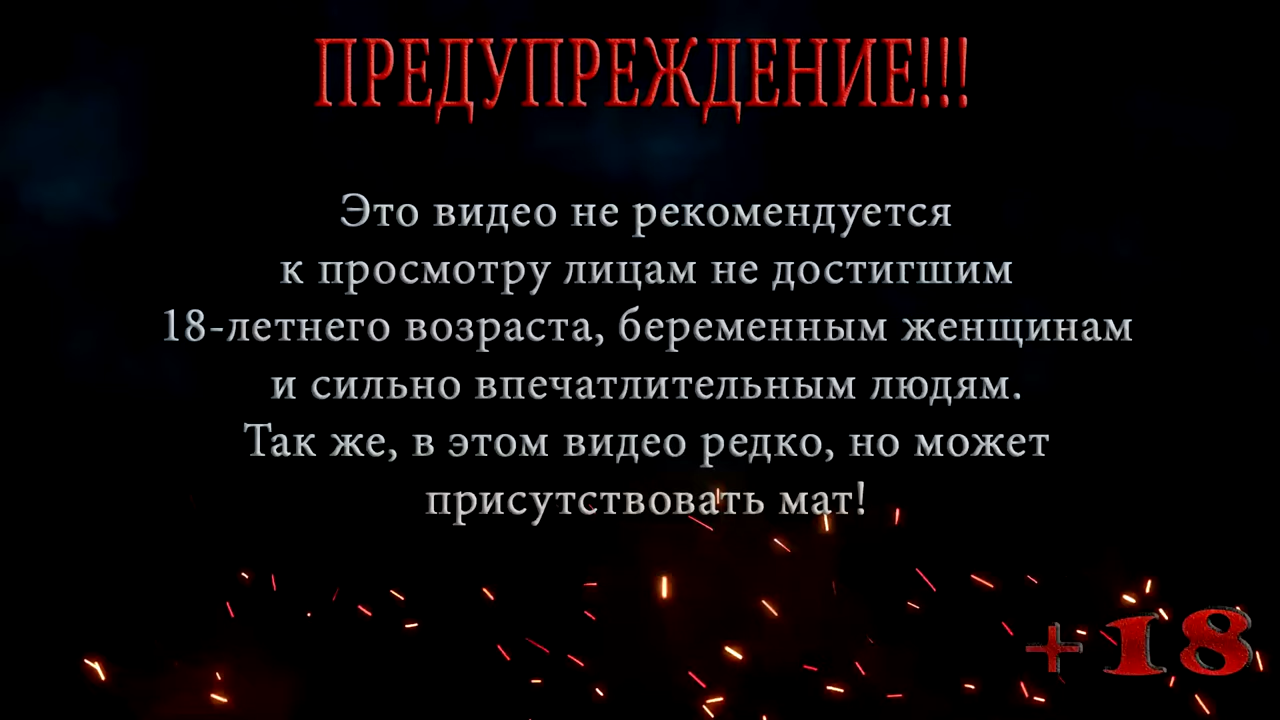 ПРЕДУПРЕЖДЕНИЕ!!!
Это видео не рекомендуется
к просмотру лицам не достигшим
18-летнего возраста, беременным женщинам
и сильно впечатлительным людям.
Так же, в этом видео редко, но может
присутствовать мат!
+18